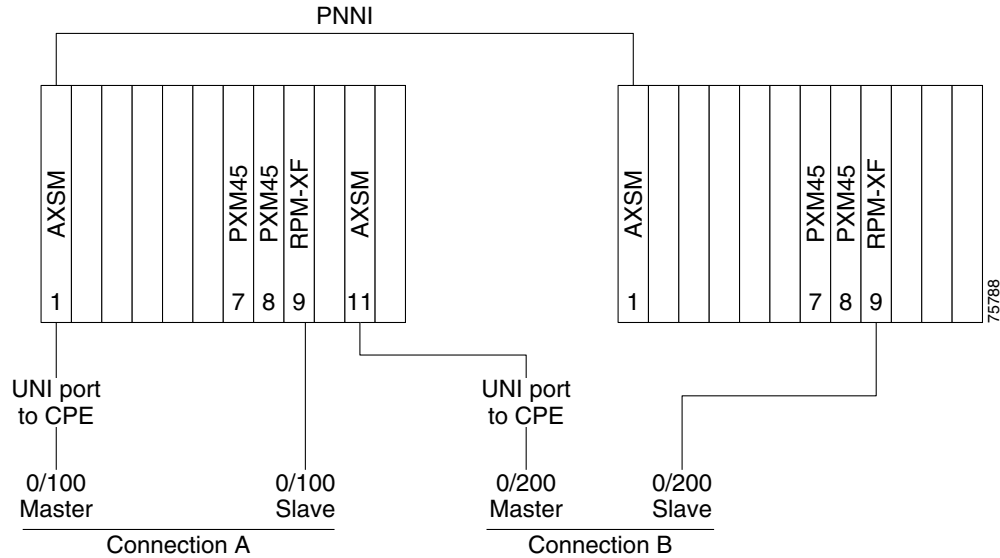 PNNI
AXSM
PXM45
PXM45
RPM-XF
AXSM
1
7
8
9
11
AXSM
PXM45
PXM45
RPM-XF
1
7
8
9
75788
UNI port
to CPE
UNI port
to CPE
0/100
Master
0/100
Slave
0/200
Master
0/200
Slave
Connection A
Connection B